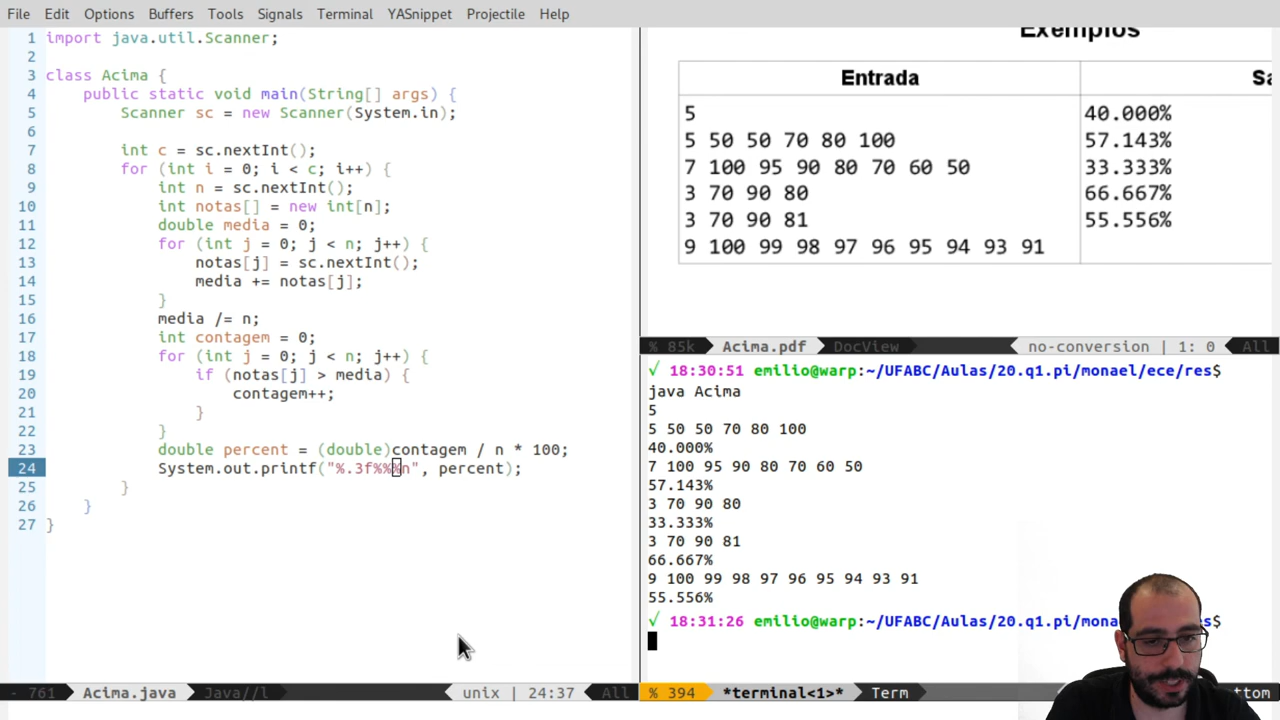 File Edit Options Buffers Tools Signals Terminal YASnippet Projectile Help
1 import java.util.Scanner;
2
3 class Acima {
4 public static void main(String[] args) {
5 Scanner sc = new Scanner(System.in);
6
7 int c = sc.nextInt();
8 for (int i = 0; i < c; i++) {
9 int n = sc.nextInt();
10 int notas[] = new int[n];
11 double media = 0;
12 for (int j = 0; j < n; j++) {
13 notas[j] = sc.nextInt();
14 media += notas[j];
15 }
16 media /= n;
17 int contagem = 0;
18 for (int j = 0; j < n; j++) {
19 if (notas[j] > media) {
20 contagem++;
21 }
22 }
23 double percent = (double)contagem / n * 100;
24 System.out.printf("%.3f%%%n", percent);
25 }
26 }
27 }
- 761 Acima.java Java//l unix | 24:37 All
Exemplos
Entrada Sa
5 40.000%
5 50 50 70 80 100 57.143%
7 100 95 90 80 70 60 50 33.333%
3 70 90 80 66.667%
3 70 90 81 55.556%
9 100 99 98 97 96 95 94 93 91
% 85k Acima.pdf DocView no-conversion | 1: 0 All
√ 18:30:51 emilio@warp:~/UFABC/Aulas/20.q1.pi/monael/ece/res$
java Acima
5
5 50 50 70 80 100
40.000%
7 100 95 90 80 70 60 50
57.143%
3 70 90 80
33.333%
3 70 90 81
66.667%
9 100 99 98 97 96 95 94 93 91
55.556%
√ 18:31:26 emilio@warp:~/UFABC/Aulas/20.q1.pi/mona s$
% 394 *terminal<1>* Term ttom